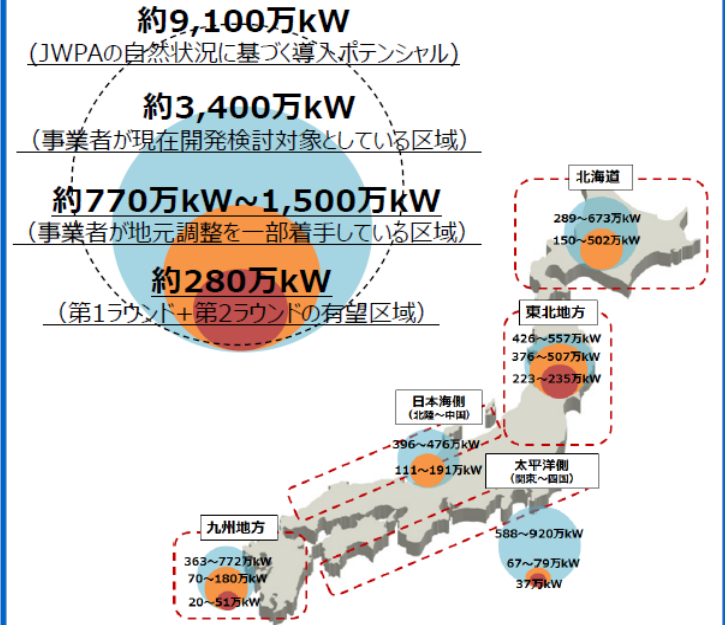 約9,100万kW
(JWPAの自然状況に基づく導入ポテンシャル)
約3,400万kW
（事業者が現在開発検討対象としている区域）
約770万kW~1,500万kW
（事業者が地元調整を一部着手している区域）
約280万kW
（第1ラウンド+第2ラウンドの有望区域）
北海道
289～673万kW
150～502万kW
東北地方
426～557万kW
376～507万kW
223～235万kW
日本海側
（北陸～中国）
396～476万kW
111～191万kW
太平洋側
（関東～四国）
588～920万kW
67～79万kW
37万kW
九州地方
363～772万kW
70～180万kW
20～51万kW